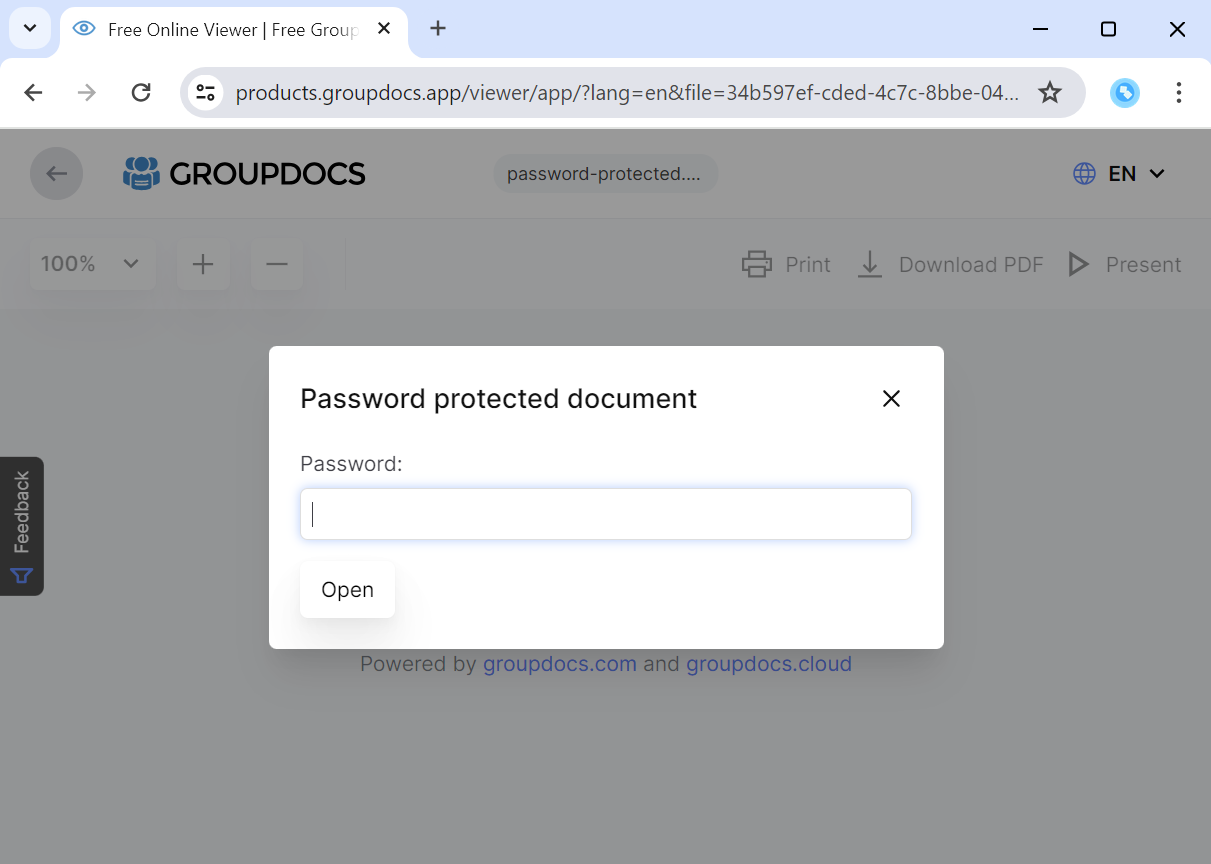 Free Online Viewer | Free Group
products.groupdocs.app/viewer/app/?lang=en&file=34b597ef-cded-4c7c-8bbe-04...
GROUPDOCS
password-protected....
EN
100%
Print
Download PDF
Present
Password protected document
Password:
Open
Feedback
Powered by groupdocs.com and groupdocs.cloud